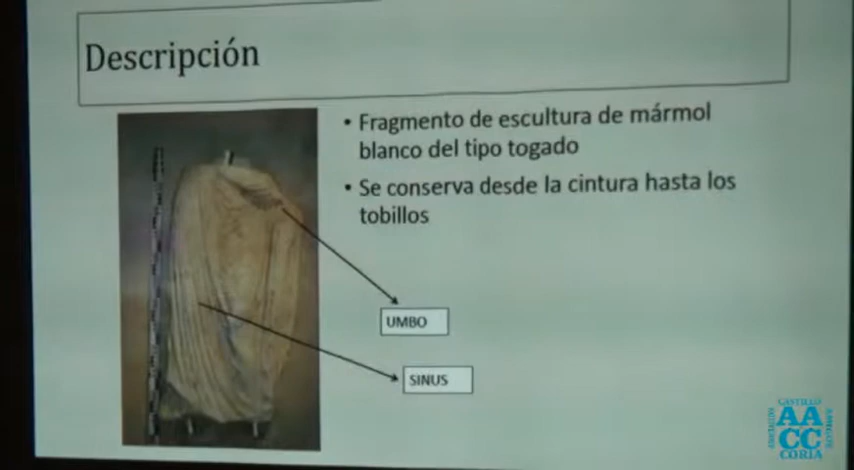 Descripción
• Fragmento de escultura de mármol
blanco del tipo togado
• Se conserva desde la cintura hasta los
tobillos
UMBO
SINUS
CASTILLO
AA
CC
CORIA